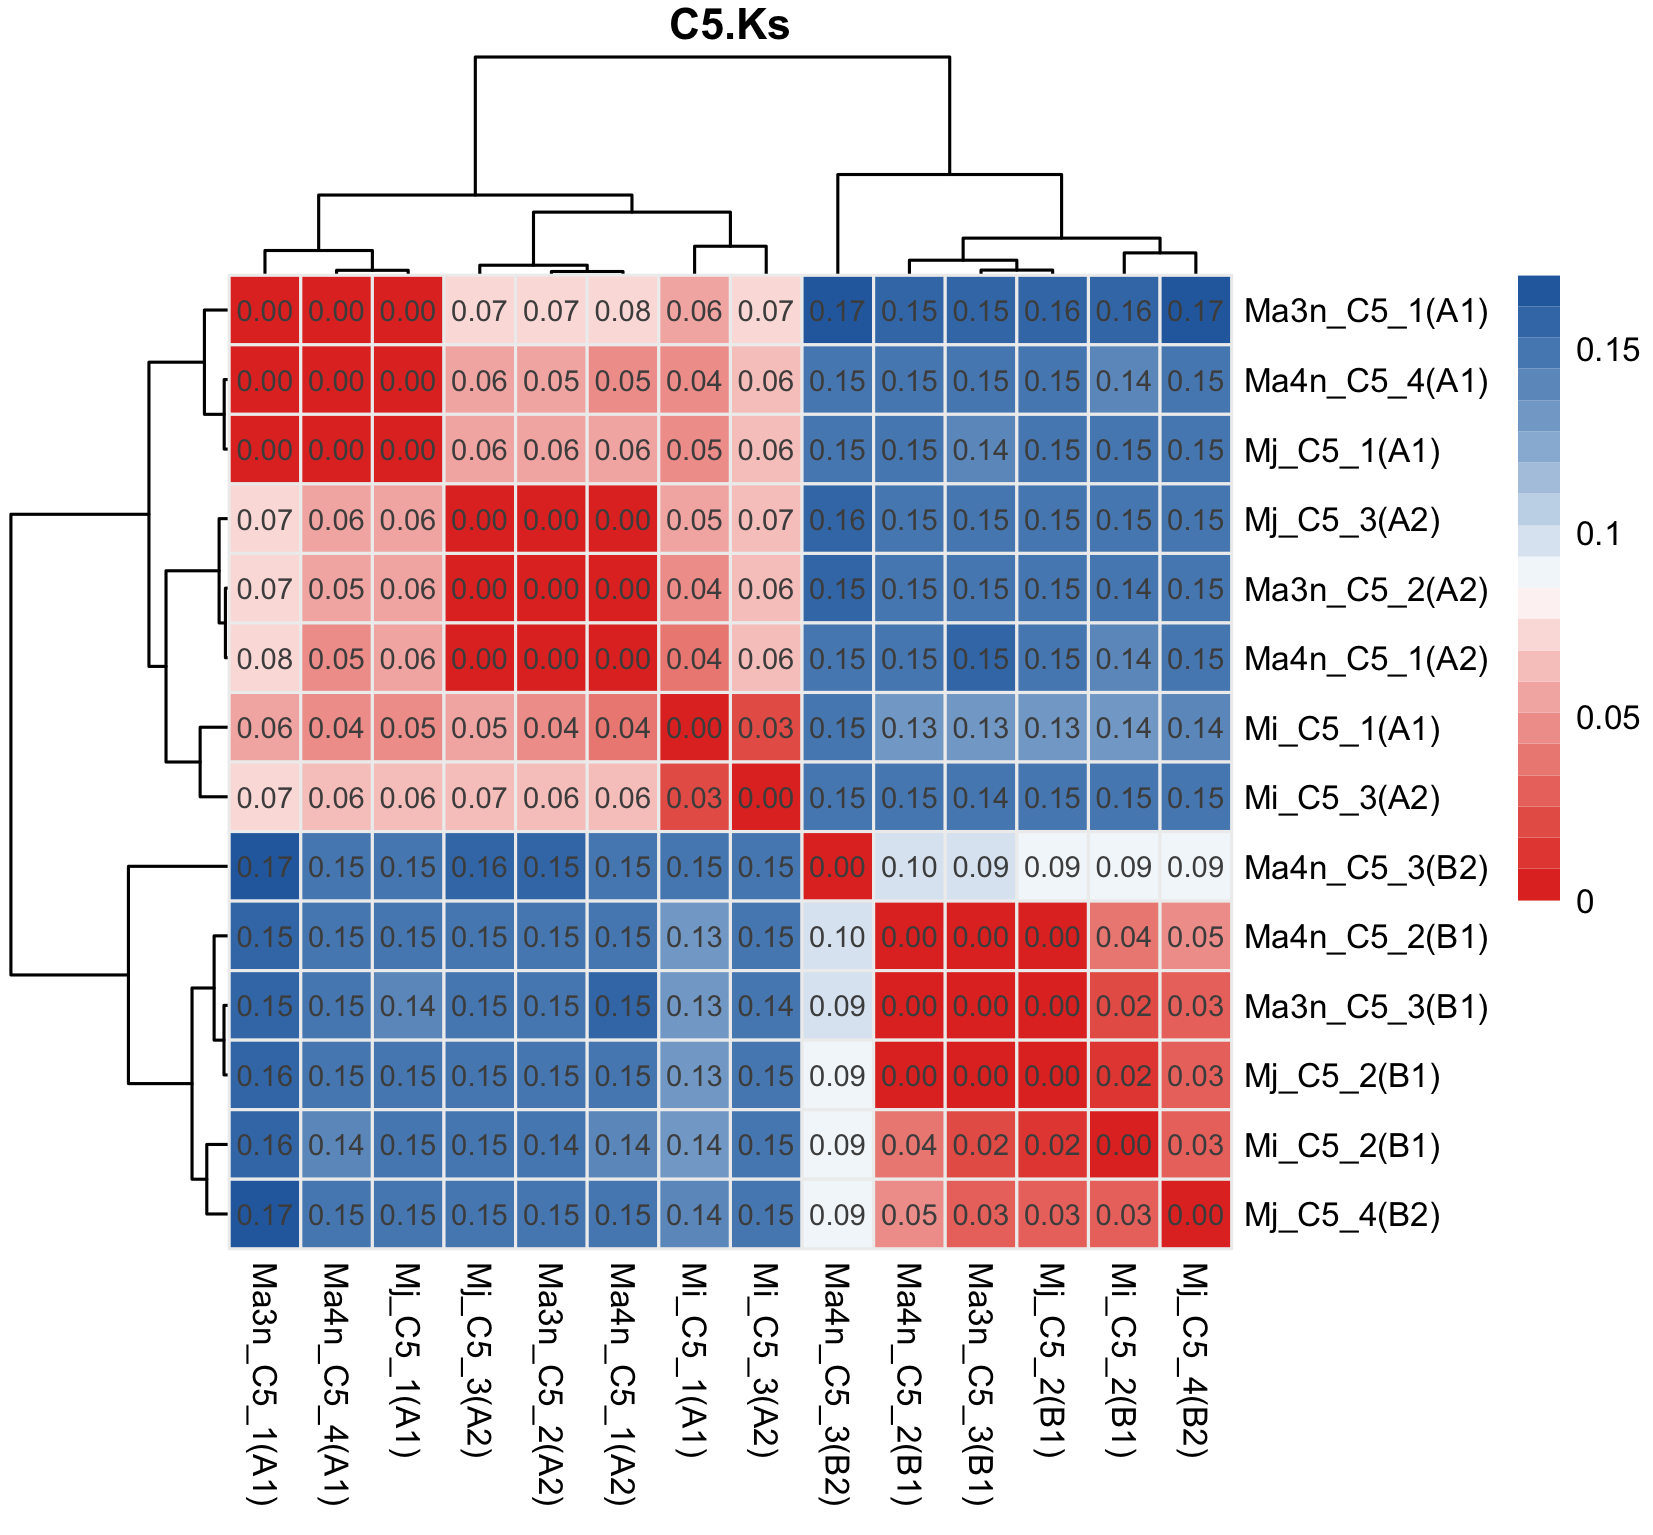 C5.Ks
0.00 0.00 0.00 0.07 0.07 0.08 0.06 0.07 0.17 0.15 0.15 0.16 0.16 0.17 Ma3n_C5_1(A1)
0.00 0.00 0.00 0.06 0.05 0.05 0.04 0.06 0.15 0.15 0.15 0.15 0.14 0.15 Ma4n_C5_4(A1)
0.00 0.00 0.00 0.06 0.06 0.06 0.05 0.06 0.15 0.15 0.14 0.15 0.15 0.15 Mj_C5_1(A1)
0.07 0.06 0.06 0.00 0.00 0.00 0.05 0.07 0.16 0.15 0.15 0.15 0.15 0.15 Mj_C5_3(A2)
0.07 0.05 0.06 0.00 0.00 0.00 0.04 0.06 0.15 0.15 0.15 0.15 0.14 0.15 Ma3n_C5_2(A2)
0.08 0.05 0.06 0.00 0.00 0.00 0.04 0.06 0.15 0.15 0.15 0.15 0.14 0.15 Ma4n_C5_1(A2)
0.06 0.04 0.05 0.05 0.04 0.04 0.00 0.03 0.15 0.13 0.13 0.13 0.14 0.14 Mi_C5_1(A1)
0.07 0.06 0.06 0.07 0.06 0.06 0.03 0.00 0.15 0.15 0.14 0.15 0.15 0.15 Mi_C5_3(A2)
0.17 0.15 0.15 0.16 0.15 0.15 0.15 0.15 0.00 0.10 0.09 0.09 0.09 0.09 Ma4n_C5_3(B2)
0.15 0.15 0.15 0.15 0.15 0.15 0.13 0.15 0.10 0.00 0.00 0.00 0.04 0.05 Ma4n_C5_2(B1)
0.15 0.15 0.14 0.15 0.15 0.15 0.13 0.14 0.09 0.00 0.00 0.00 0.02 0.03 Ma3n_C5_3(B1)
0.16 0.15 0.15 0.15 0.15 0.15 0.13 0.15 0.09 0.00 0.00 0.00 0.02 0.03 Mj_C5_2(B1)
0.16 0.14 0.15 0.15 0.14 0.14 0.14 0.15 0.09 0.04 0.02 0.02 0.00 0.03 Mi_C5_2(B1)
0.17 0.15 0.15 0.15 0.15 0.15 0.14 0.15 0.09 0.05 0.03 0.03 0.03 0.00 Mj_C5_4(B2)
Ma3n_C5_1(A1)
Ma4n_C5_4(A1)
Mj_C5_1(A1)
Mj_C5_3(A2)
Ma3n_C5_2(A2)
Ma4n_C5_1(A2)
Mi_C5_1(A1)
Mi_C5_3(A2)
Ma4n_C5_3(B2)
Ma4n_C5_2(B1)
Ma3n_C5_3(B1)
Mj_C5_2(B1)
Mi_C5_2(B1)
Mj_C5_4(B2)
0.15
0.1
0.05
0